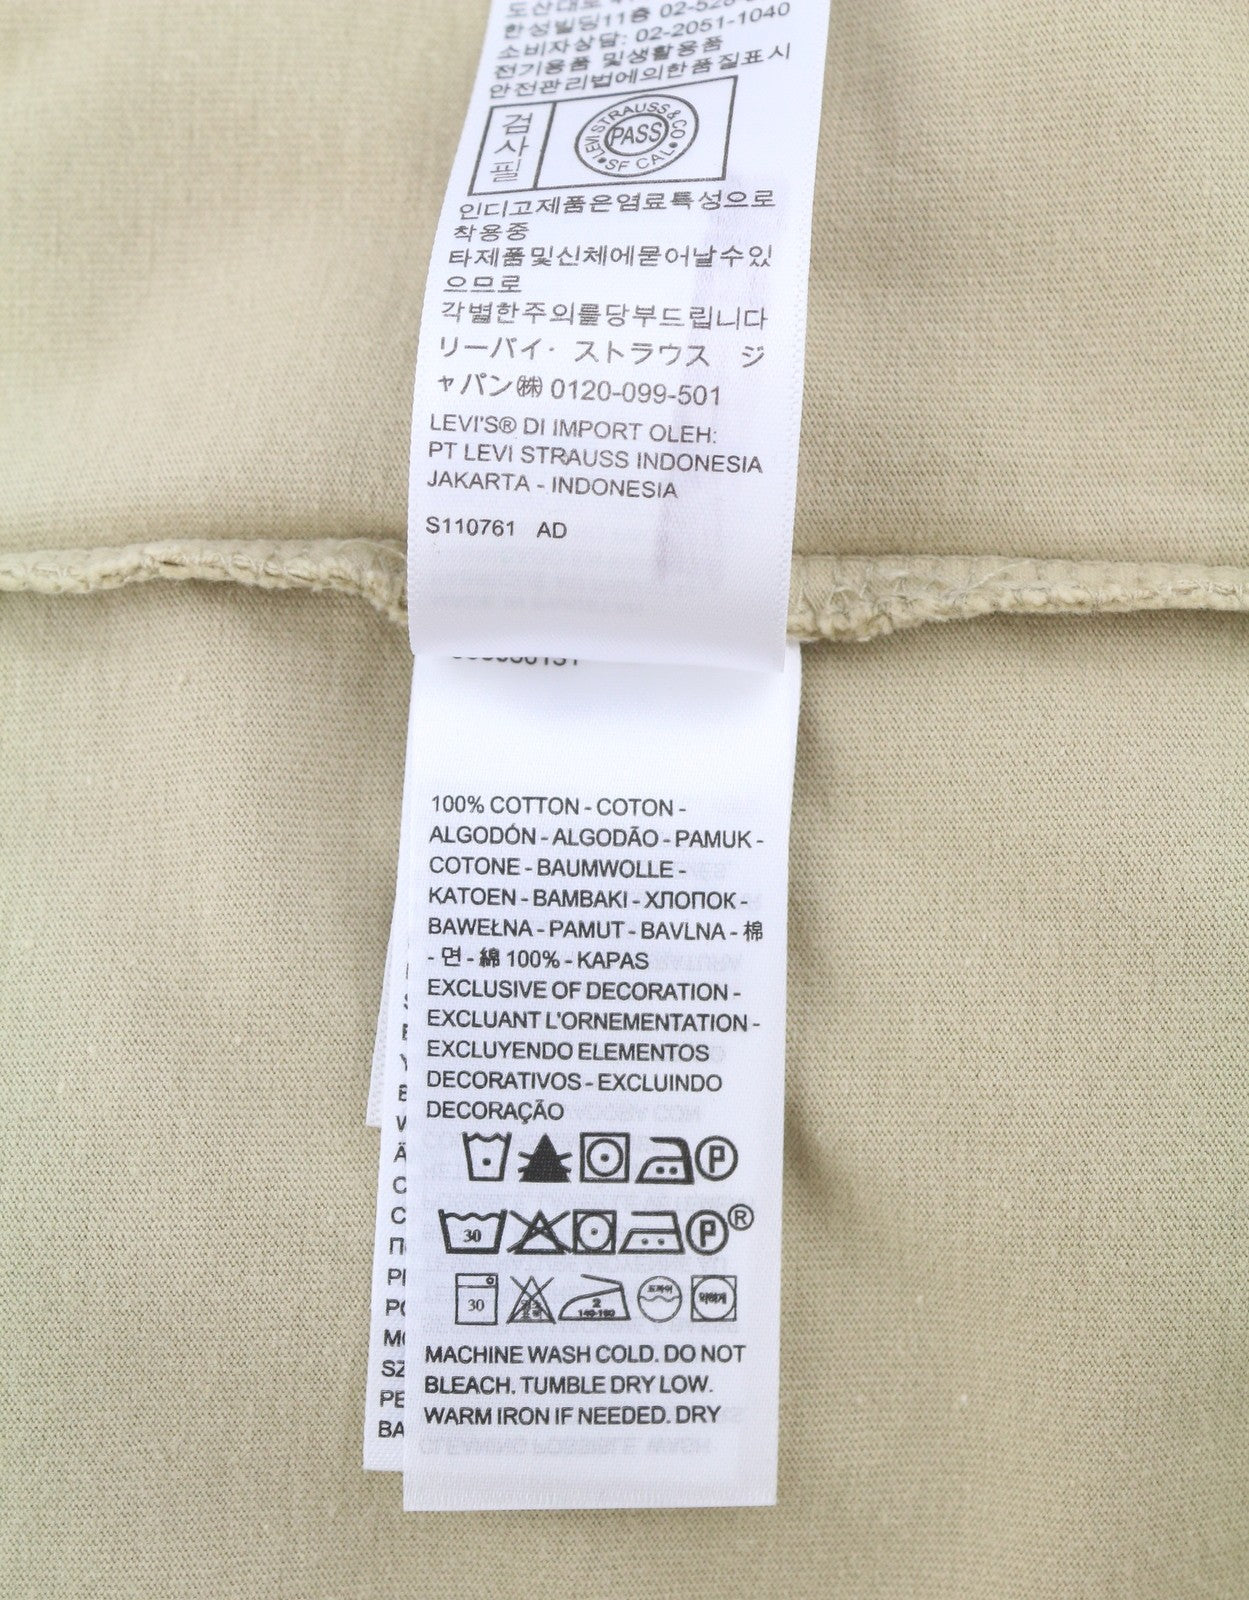 한성빌딩11층 02-528-
소비자상담: 02-2051-1040
전기용품 및생활용품
안전관리법에의한품질표시
검사필
LEVI STRAUSS & CO
PASS
SF CAL
인디고제품은염료특성으로
착용중
타제품및신체에묻어날수있
으므로
각별한주의를당부드립니다
リーバイ・ストラウス ジ
ャパン㈱ 0120-099-501
LEVI'S® DI IMPORT OLEH:
PT LEVI STRAUSS INDONESIA
JAKARTA - INDONESIA
S110761 AD
100% COTTON - COTON -
ALGODÓN - ALGODÃO - PAMUK -
COTONE - BAUMWOLLE -
KATOEN - BAMBAKI - ХЛОПОК -
BAWEŁNA - PAMUT - BAVLNA - 棉
- 면 - 綿 100% - KAPAS
EXCLUSIVE OF DECORATION -
EXCLUANT L'ORNEMENTATION -
EXCLUYENDO ELEMENTOS
DECORATIVOS - EXCLUINDO
DECORAÇÃO
P
30 P®
30 2 드라이 약하게
MACHINE WASH COLD. DO NOT
BLEACH. TUMBLE DRY LOW.
WARM IRON IF NEEDED. DRY